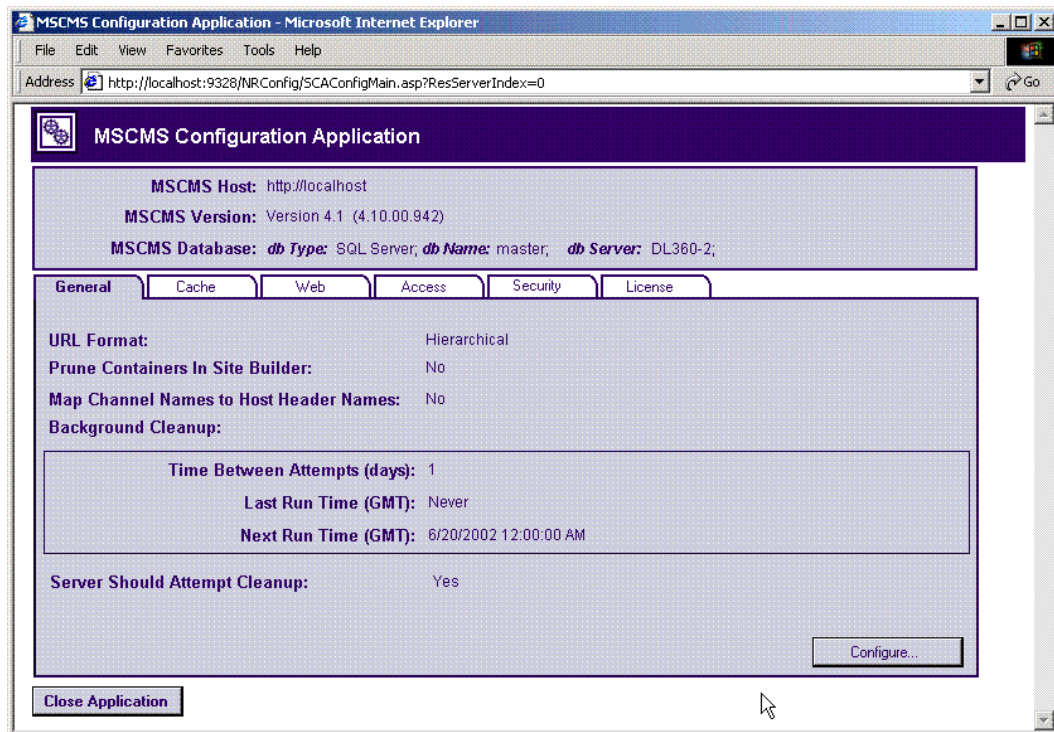 MSCMS Configuration Application - Microsoft Internet Explorer
File Edit View Favorites Tools Help
Address http://localhost:9328/NRConfig/SCAConfigMain.asp?ResServerIndex=0 Go
MSCMS Configuration Application
MSCMS Host: http://localhost
MSCMS Version: Version 4.1 (4.10.00.942)
MSCMS Database: db Type: SQL Server; db Name: master; db Server: DL360-2;
General Cache Web Access Security License
URL Format: Hierarchical
Prune Containers In Site Builder: No
Map Channel Names to Host Header Names: No
Background Cleanup:
Time Between Attempts (days): 1
Last Run Time (GMT): Never
Next Run Time (GMT): 6/20/2002 12:00:00 AM
Server Should Attempt Cleanup: Yes
Configure...
Close Application